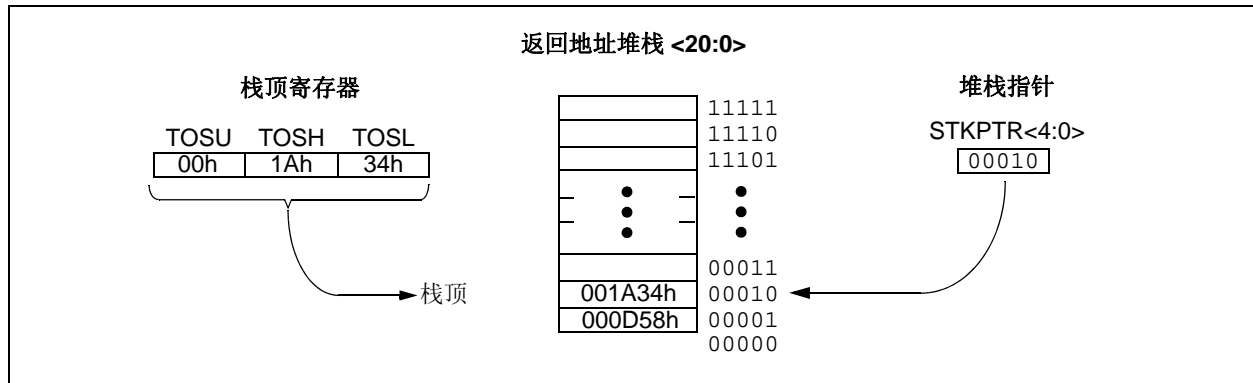 返回地址堆栈 <20:0>
栈顶寄存器
堆栈指针
TOSU TOSH TOSL
00h 1Ah 34h
STKPTR<4:0>
00010
11111
11110
11101
00011
栈顶
001A34h 00010
000D58h 00001
00000